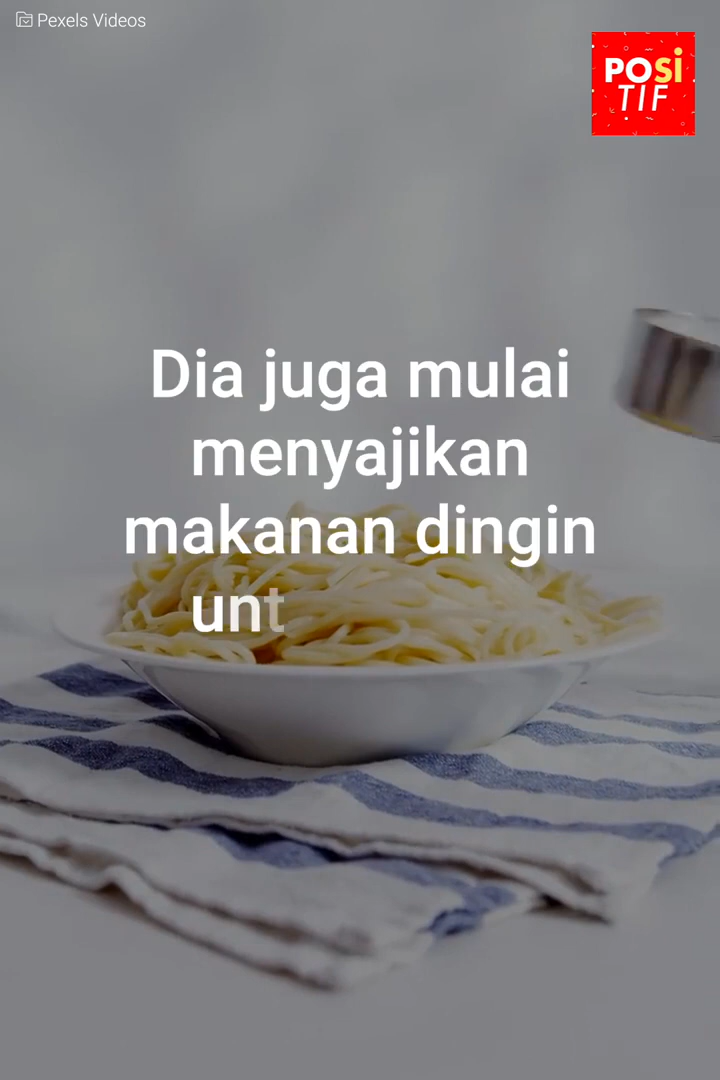 Pexels Videos
POSi
TIF
Dia juga mulai
menyajikan
makanan dingin
unt